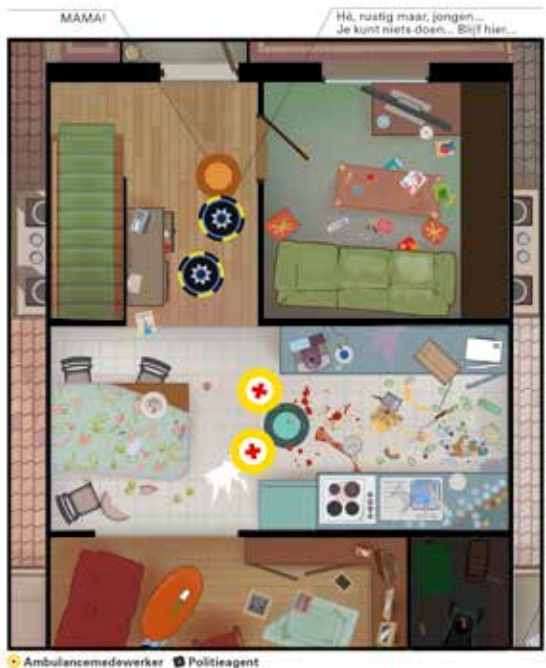 MAMA!
Hé, rustig maar, jongen...
Je kunt niets doen... Blijf hier...
Ambulancemedewerker Politieagent